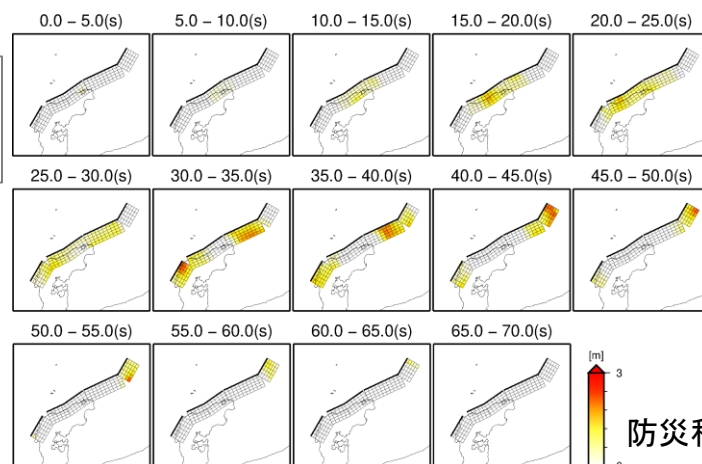 0.0 − 5.0(s)
5.0 − 10.0(s)
10.0 − 15.0(s)
15.0 − 20.0(s)
20.0 − 25.0(s)
25.0 − 30.0(s)
30.0 − 35.0(s)
35.0 − 40.0(s)
40.0 − 45.0(s)
45.0 − 50.0(s)
50.0 − 55.0(s)
55.0 − 60.0(s)
60.0 − 65.0(s)
65.0 − 70.0(s)
[m]
3
防災